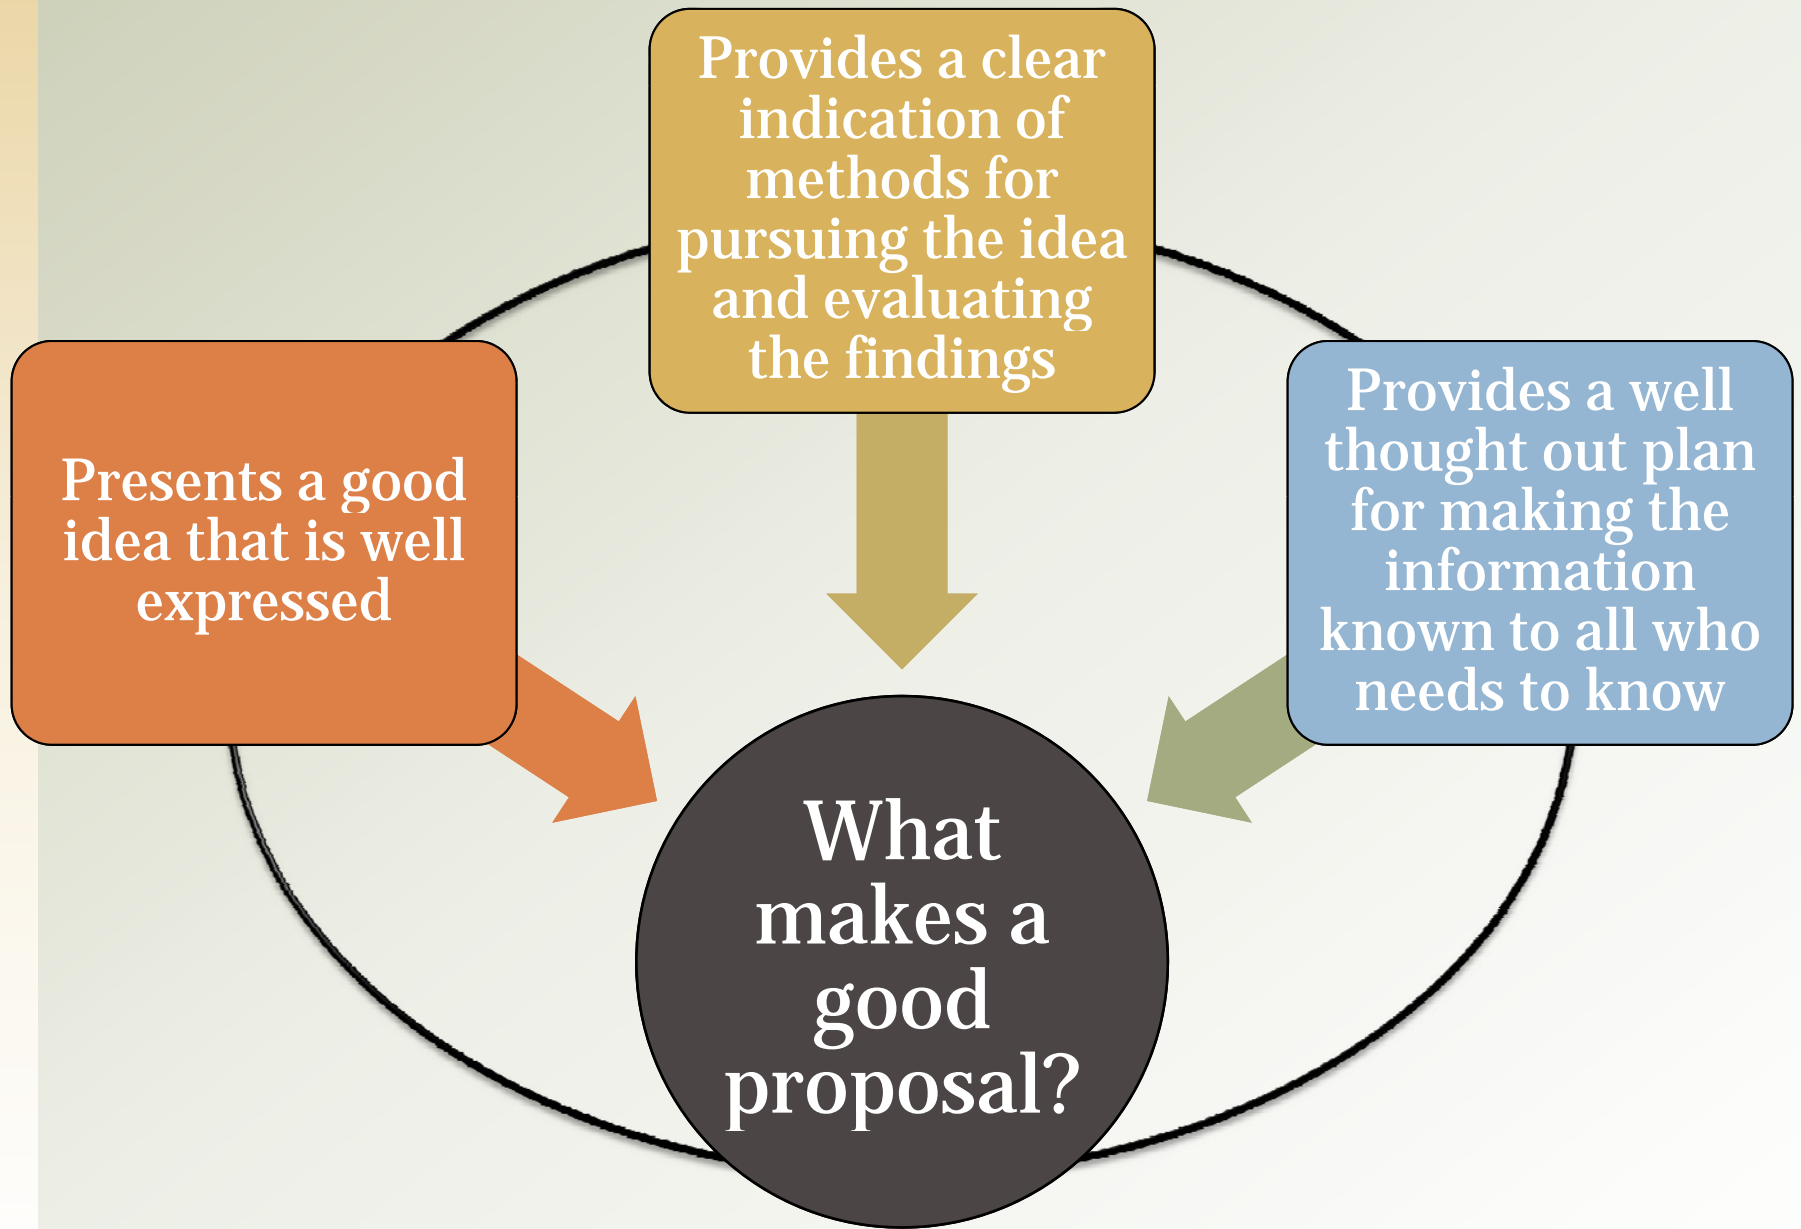 Provides a clear
indication of
methods for
pursuing the idea
and evaluating
the findings
Presents a good
idea that is well
expressed
Provides a well
thought out plan
for making the
information
known to all who
needs to know
What
makes a
good
proposal?